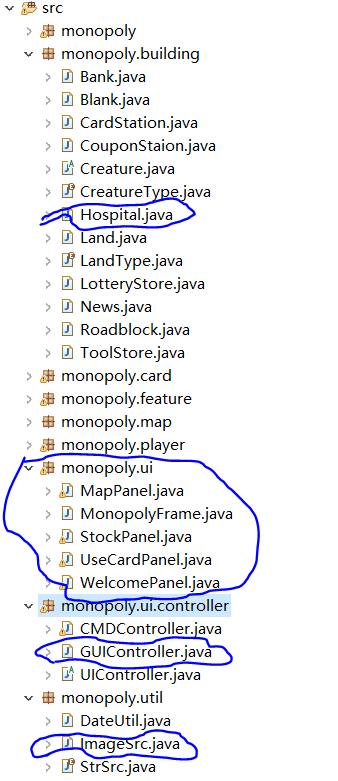 src
monopoly
monopoly.building
Bank.java
Blank.java
CardStation.java
CouponStaion.java
Creature.java
CreatureType.java
Hospital.java
Land.java
LandType.java
LotteryStore.java
News.java
Roadblock.java
ToolStore.java
monopoly.card
monopoly.feature
monopoly.map
monopoly.player
monopoly.ui
MapPanel.java
MonopolyFrame.java
StockPanel.java
UseCardPanel.java
WelcomePanel.java
monopoly.ui.controller
CMDController.java
GUIController.java
UIController.java
monopoly.util
DateUtil.java
ImageSrc.java
StrSrc.java